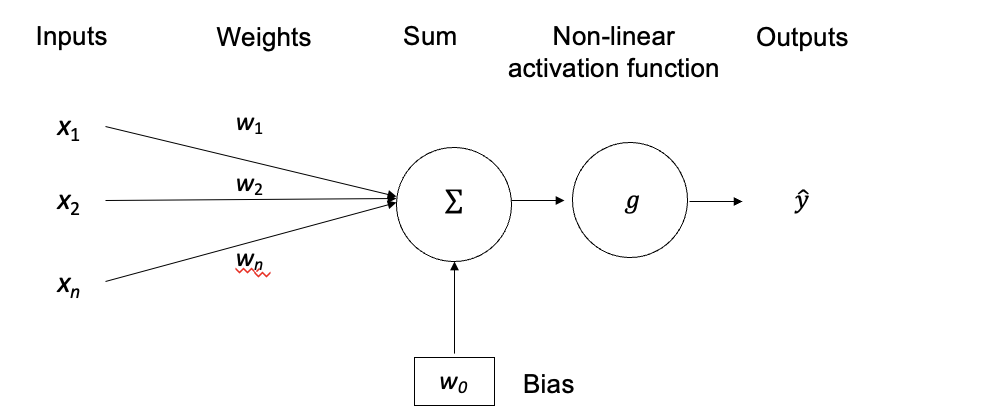 Inputs Weights Sum Non-linear Outputs
activation function
x1 w1
x2 w2 Σ g ŷ
wn
xn
w0 Bias